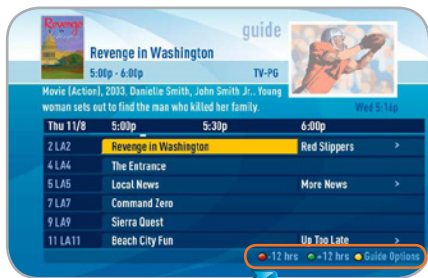 Revenge
guide
Revenge in Washington
5:00p - 6:00p TV-PG
Movie (Action), 2003, Danielle Smith, John Smith Jr.. Young
woman sets out to find the man who killed her family.
Wed 5:14p
Thu 11/8 5:00p 5:30p 6:00p
2 LA2 Revenge in Washington Red Slippers >
4 LA4 The Entrance
5 LA5 Local News More News >
7 LA7 Command Zero
9 LA9 Sierra Quest
11 LA11 Beach City Fun Up Too Late >
-12 hrs +12 hrs Guide Options